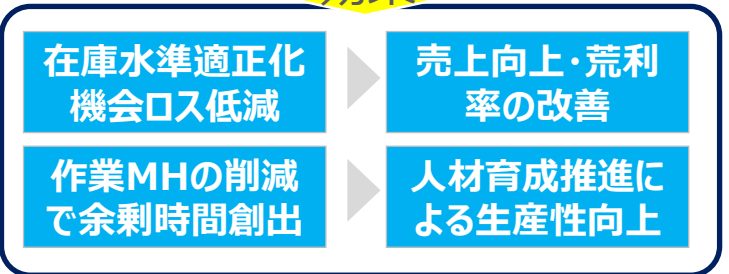 在庫水準適正化
機会ロス低減
売上向上・荒利
率の改善
作業MHの削減
で余剰時間創出
人材育成推進に
よる生産性向上